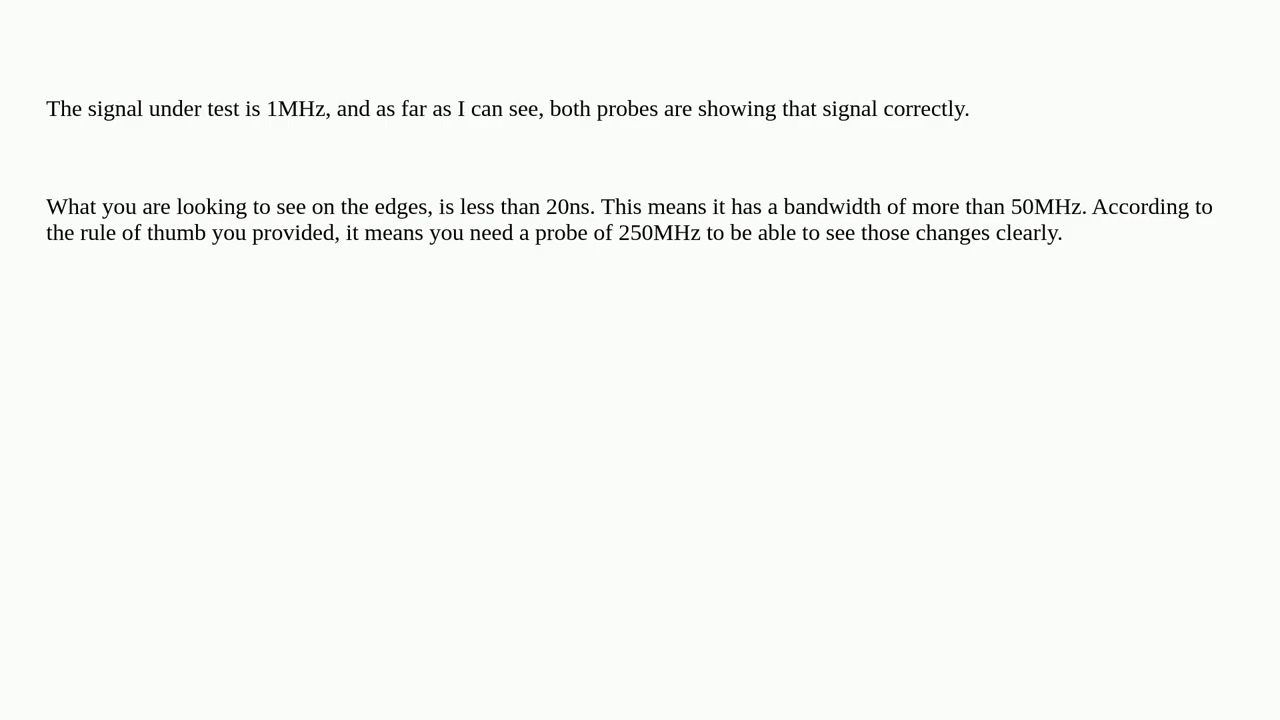 The signal under test is 1MHz, and as far as I can see, both probes are showing that signal correctly.
What you are looking to see on the edges, is less than 20ns. This means it has a bandwidth of more than 50MHz. According to
the rule of thumb you provided, it means you need a probe of 250MHz to be able to see those changes clearly.